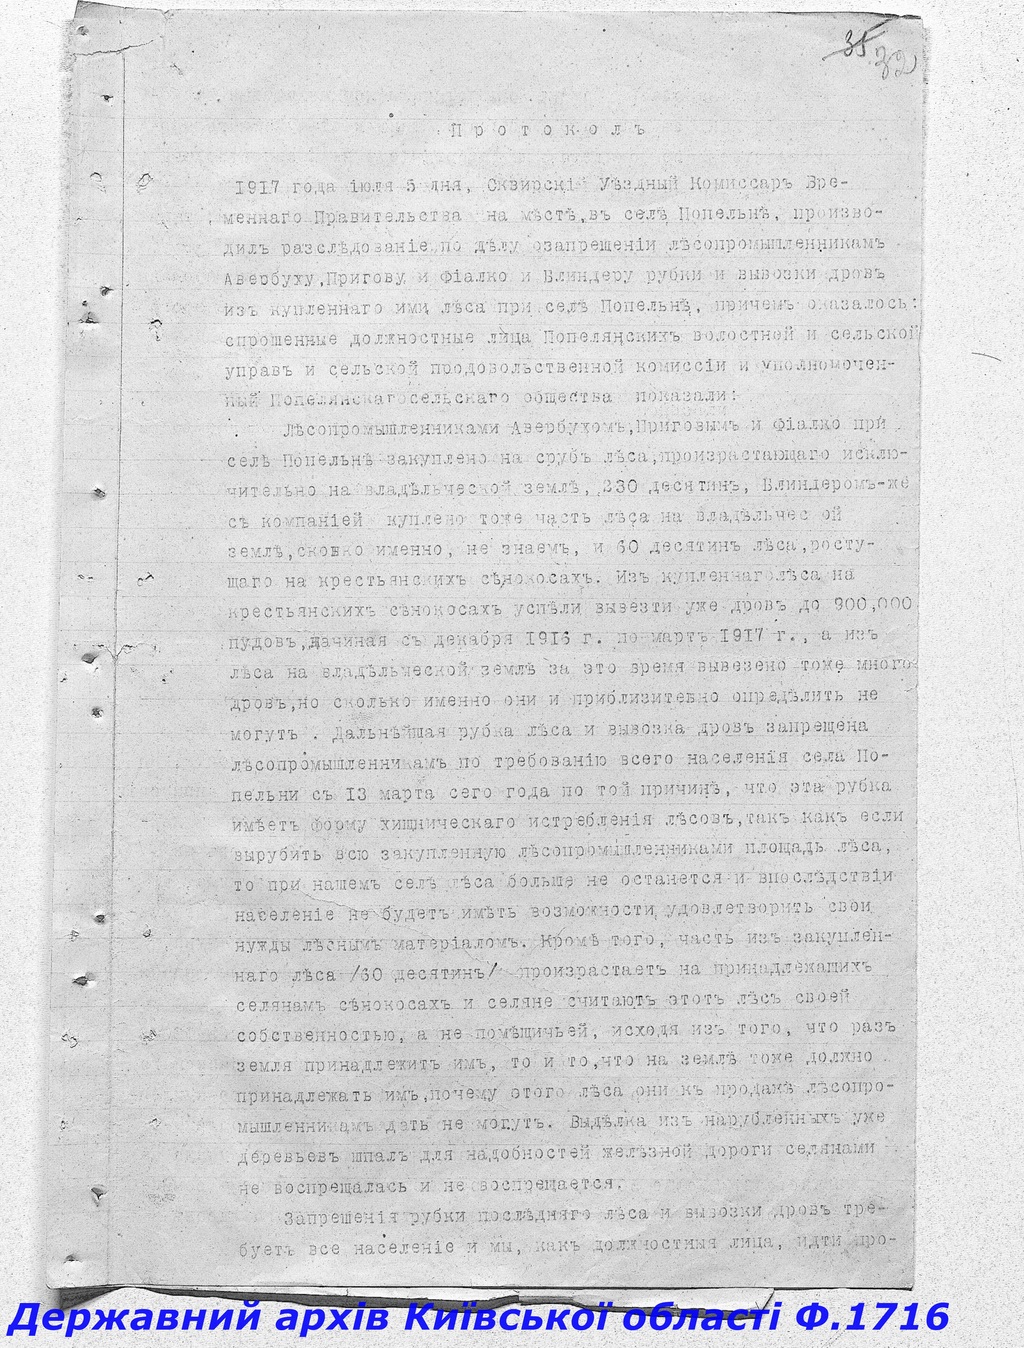 35 32
Протоколъ
1917 года іюля 5 дня, Сквирскій Уѣздный Комиссаръ Вре-
меннаго Правительства на мѣстѣ,въ селѣ Попельнѣ, произво-
дилъ разслѣдованіе по дѣлу озапрещеніи лѣсопромышленникамъ
Авербуху,Пригову и Фіалко и Блиндеру рубки и вывозки дровъ
изъ купленнаго ими лѣса при селѣ Попельнѣ, причемъ оказалось:
спрошенные должностные лица Попелянскихъ волостной и сельской
управъ и сельской продовольственной комиссіи и уполномочен-
ный Попелянскагосельскаго общества показали:
Лѣсопромышленниками Авербухомъ,Приговымъ и Фіалко при
селѣ Попельнѣ закуплено на срубъ лѣса,произрастающаго исклю-
чительно на владѣльческой землѣ, 230 десятинъ, Блиндеромъ-же
съ компаніей куплено тоже часть лѣса на владѣльчес ой
землѣ,сковко именно, не знаемъ, и 60 десятинъ лѣса,росту-
щаго на крестьянскихъ сѣнокосахъ. Изъ купленнаголѣса на
крестьянскихъ сѣнокосахъ успѣли вывезти уже дровъ до 900,000
пудовъ,начиная съ декабря 1916 г. по мартъ 1917 г., а изъ
лѣса на владѣльческой землѣ за это время вывезено тоже много
дровъ,но сколько именно они и приблизитебно опредѣлить не
могутъ. Дальнѣйшая рубка лѣса и вывозка дровъ запрещена
лѣсопромышленникамъ по требованію всего населенія села По-
пельни съ 13 марта сего года по той причинѣ, что эта рубка
имѣетъ форму хищническаго истребленія лѣсовъ,такъ какъ если
вырубить всю закупленную лѣсопромышленниками площадь лѣса,
то при нашемъ селѣ лѣса больше не останется и впослѣдствіи
населеніе не будетъ имѣть возможности удовлетворить свои
нужды лѣснымъ матеріаломъ. Кромѣ того, часть изъ закуплен-
наго лѣса /60 десятинъ/ произрастаетъ на принадлежащихъ
селянамъ сѣнокосахъ и селяне считаютъ этотъ лѣсъ своей
собственностью, а не помѣщичьей, исходя изъ того, что разъ
земля принадлежитъ имъ, то и то,что на землѣ тоже должно
принадлежать имъ,почему этого лѣса они къ продажѣ лѣсопро-
мышленникамъ дать не могутъ. Выдѣлка изъ нарубленныхъ уже
деревьевъ шпалъ для надобностей желѣзной дороги селянами
не воспрещалась и не воспрещается.
Запрещенія рубки послѣдняго лѣса и вывозки дровъ тре-
буетъ все населеніе и мы, какъ должностныя лица, идти про-
Державний архів Київської області Ф.1716